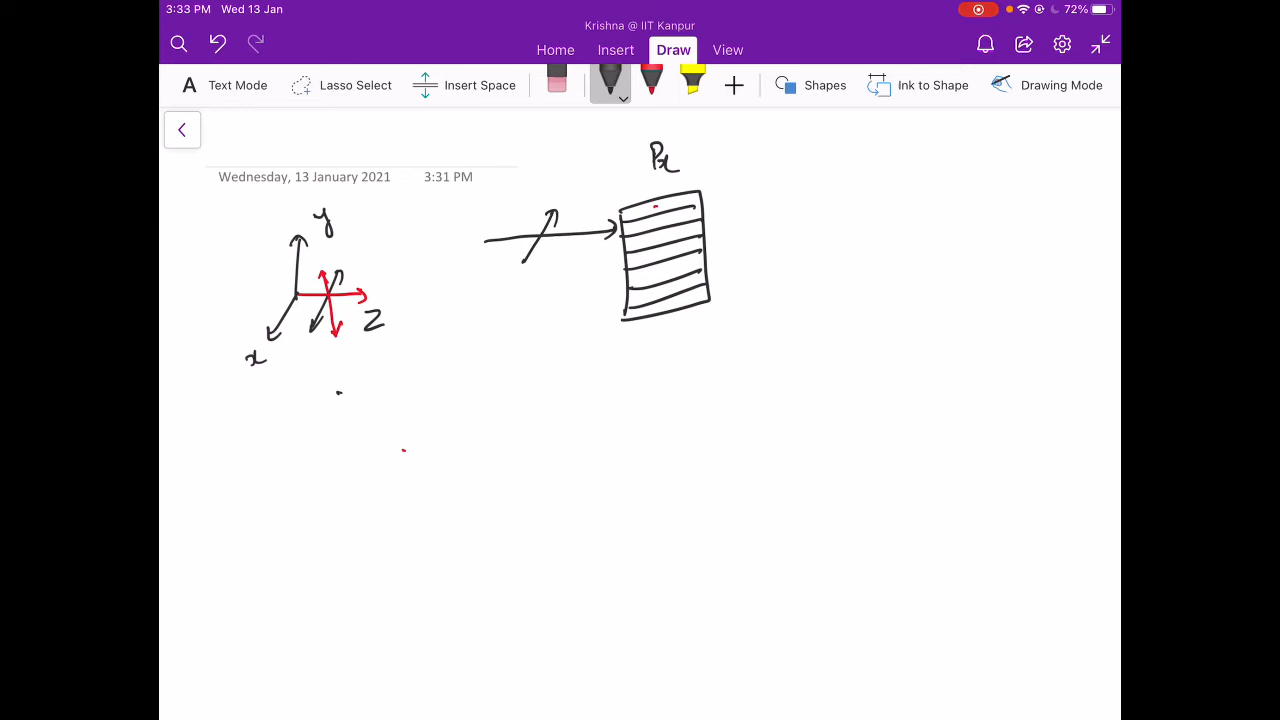 3:33 PM Wed 13 Jan
72%
Krishna @ IIT Kanpur
Home Insert Draw View
A Text Mode Lasso Select Insert Space Shapes Ink to Shape Drawing Mode
Wednesday, 13 January 2021 3:31 PM
Px
y
z
x